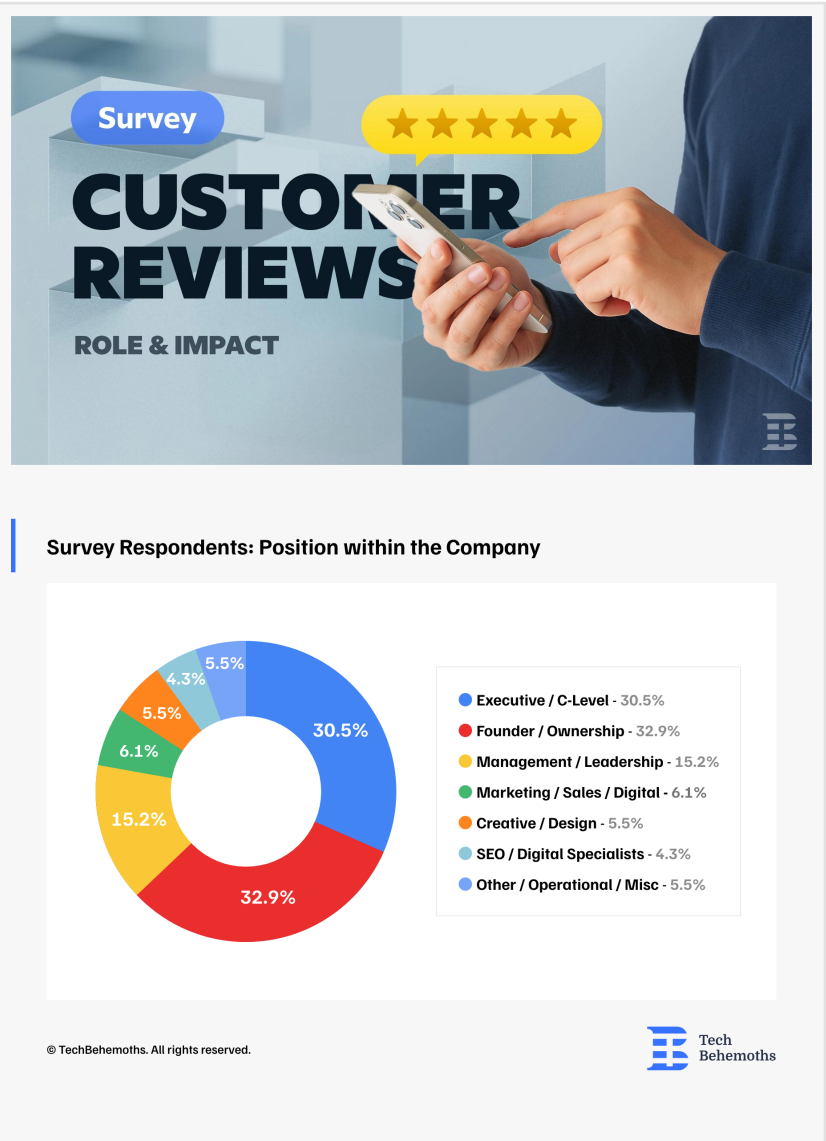 Survey
CUSTOMER
REVIEWS
ROLE & IMPACT
Survey Respondents: Position within the Company
5.5%
4.3%
5.5%
6.1%
15.2%
30.5%
32.9%
Executive / C-Level - 30.5%
Founder / Ownership - 32.9%
Management / Leadership - 15.2%
Marketing / Sales / Digital - 6.1%
Creative / Design - 5.5%
SEO / Digital Specialists - 4.3%
Other / Operational / Misc - 5.5%
© TechBehemoths. All rights reserved.
Tech
Behemoths